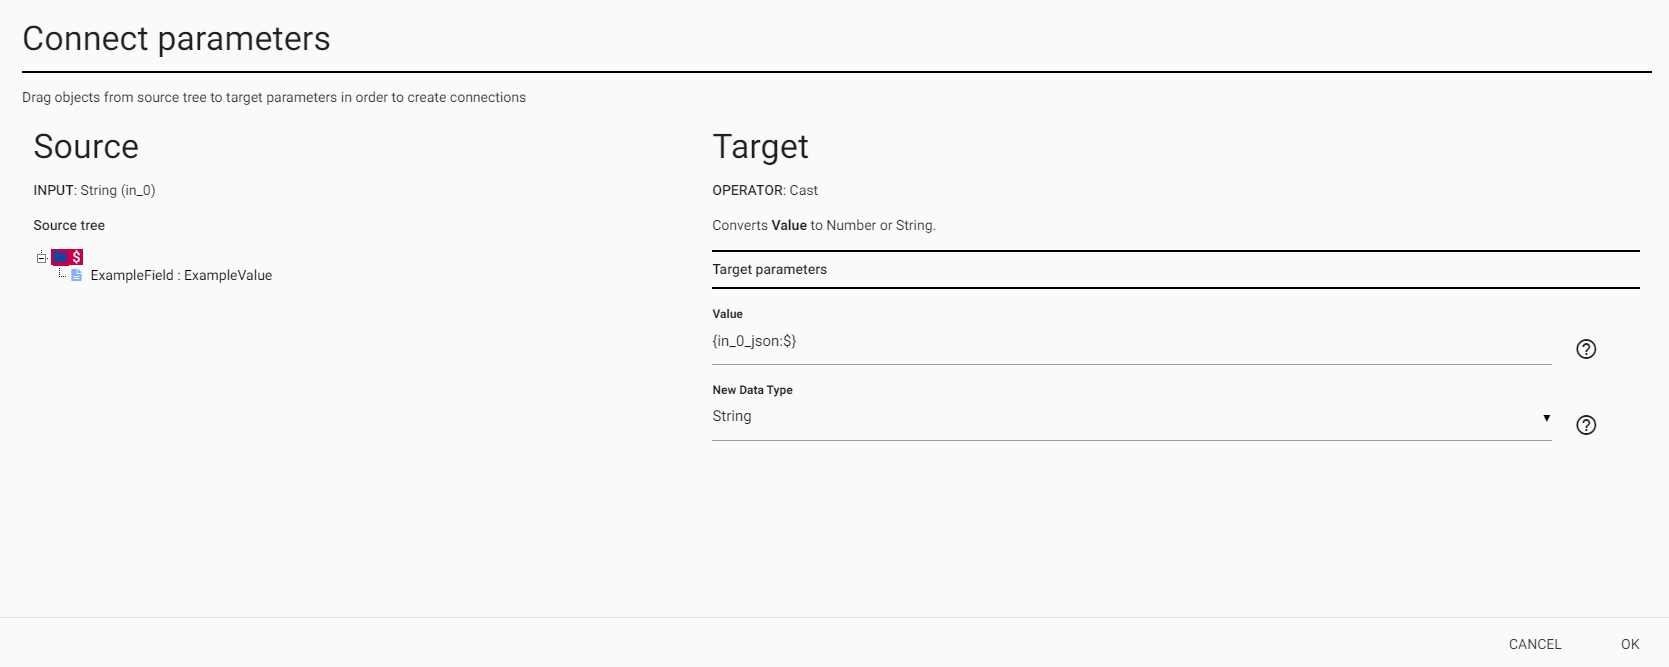 Connect parameters
Drag objects from source tree to target parameters in order to create connections
Source
INPUT: String (in_0)
Source tree
$
ExampleField : ExampleValue
Target
OPERATOR: Cast
Converts Value to Number or String.
Target parameters
Value
{in_0_json:$}
New Data Type
String
CANCEL OK